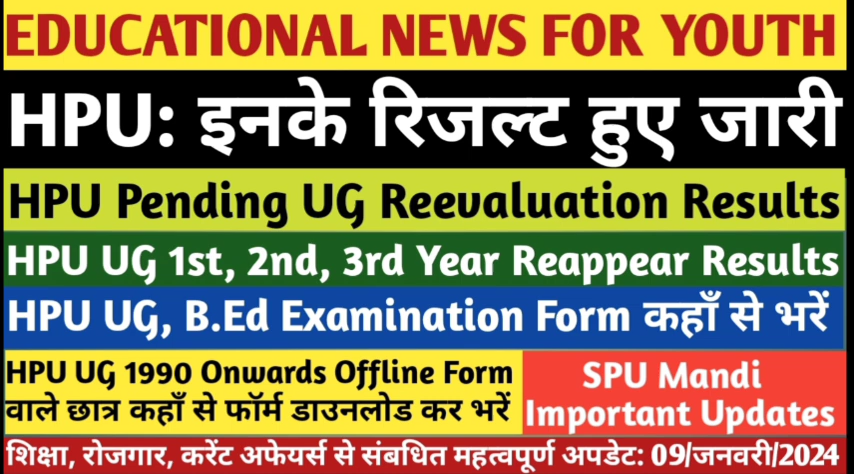 EDUCATIONAL NEWS FOR YOUTH
HPU: इनके रिजल्ट हुए जारी
HPU Pending UG Reevaluation Results
HPU UG 1st, 2nd, 3rd Year Reappear Results
HPU UG, B.Ed Examination Form कहाँ से भरें
HPU UG 1990 Onwards Offline Form
वाले छात्र कहाँ से फॉर्म डाउनलोड कर भरें
SPU Mandi
Important Updates
शिक्षा, रोजगार, करेंट अफेयर्स से संबधित महत्वपूर्ण अपडेट: 09/जनवरी/2024